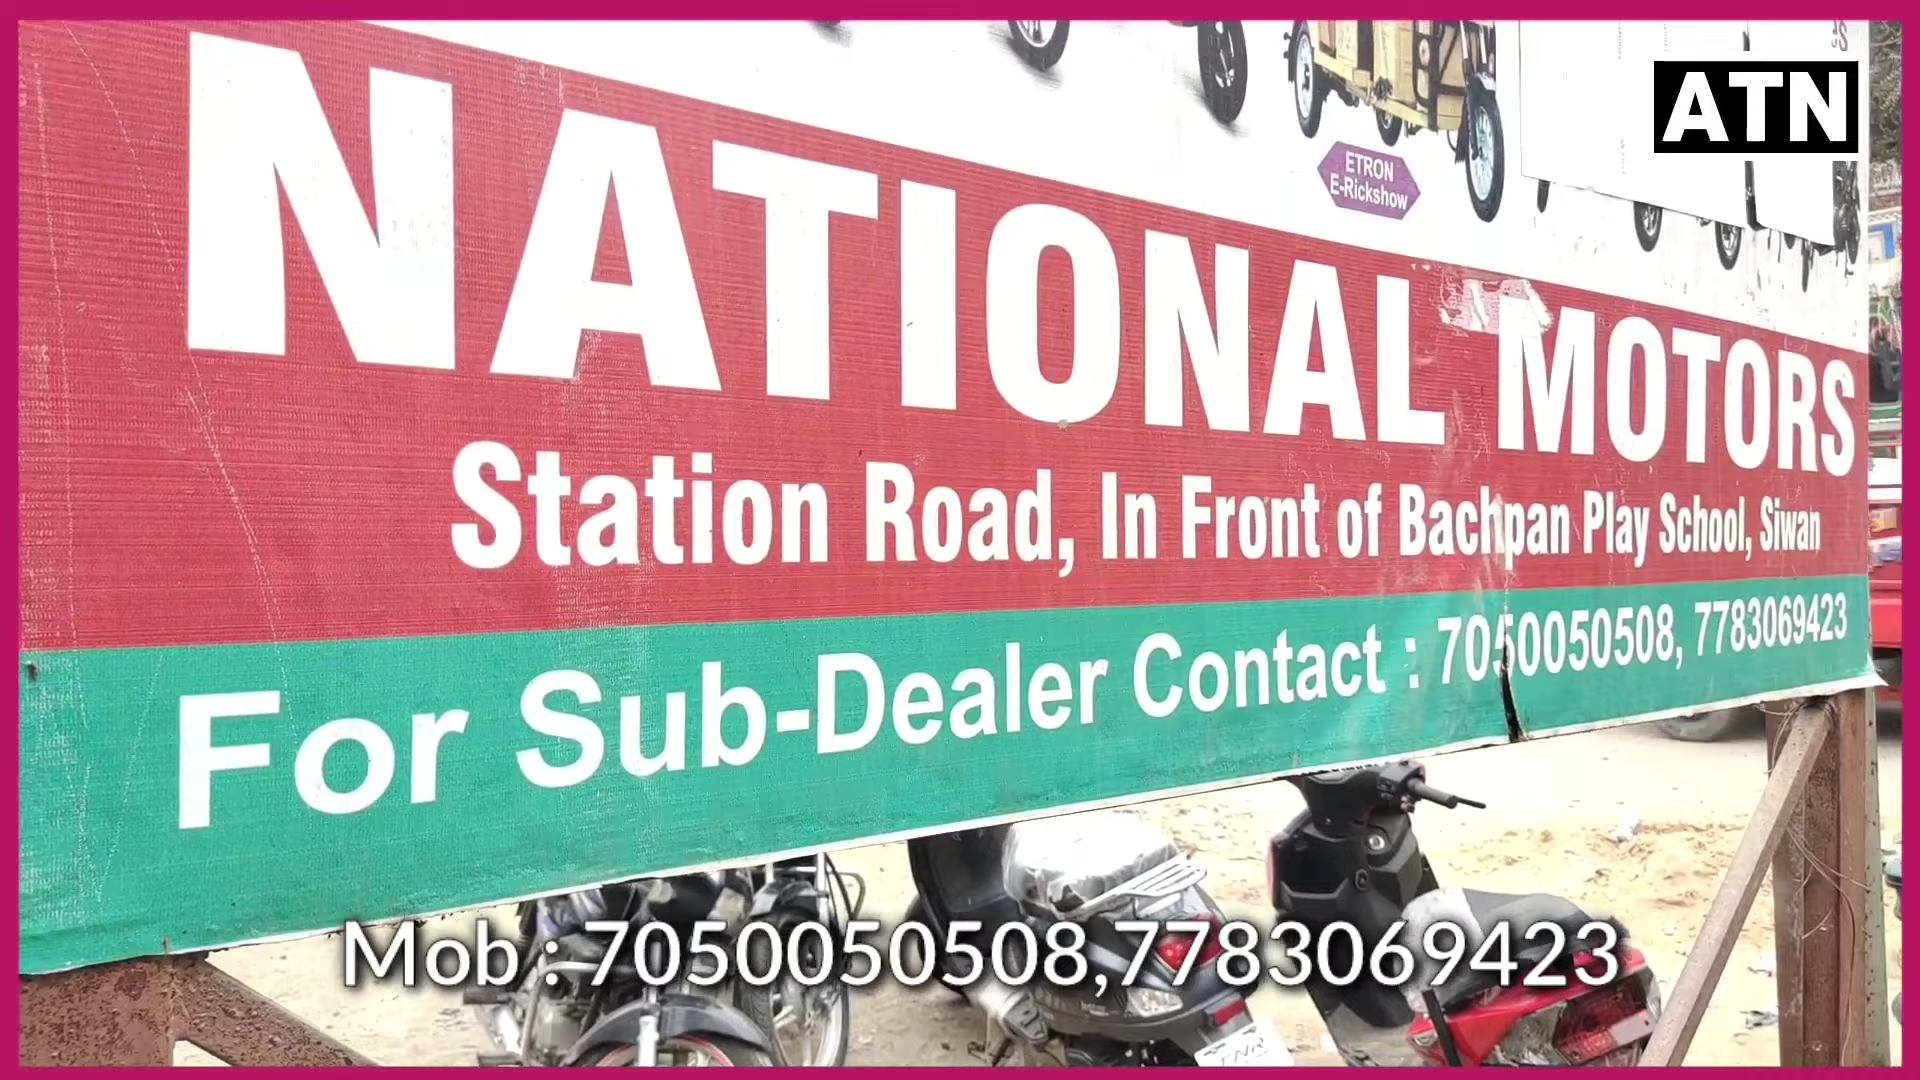 ATN
ETRON
E-Rickshow
NATIONAL MOTORS
Station Road, In Front of Bachpan Play School, Siwan
For Sub-Dealer Contact : 7050050508, 7783069423
Mob : 7050050508,7783069423